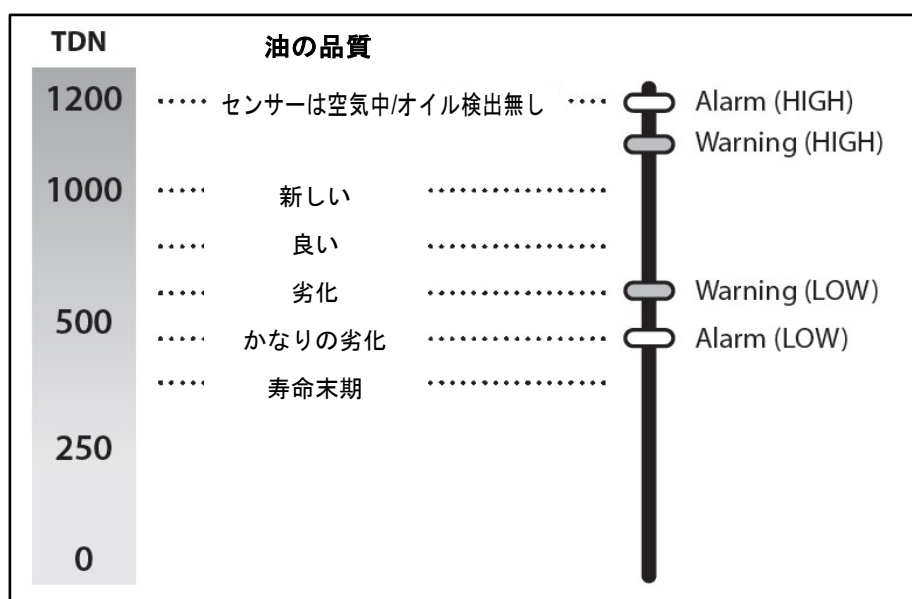 TDN 油の品質
1200 ····· センサーは空気中/オイル検出無し ···· Alarm (HIGH)
Warning (HIGH)
1000 ····· 新しい ·················
····· 良い ·················
····· 劣化 ················· Warning (LOW)
500
····· かなりの劣化 ················· Alarm (LOW)
····· 寿命末期 ·················
250
0